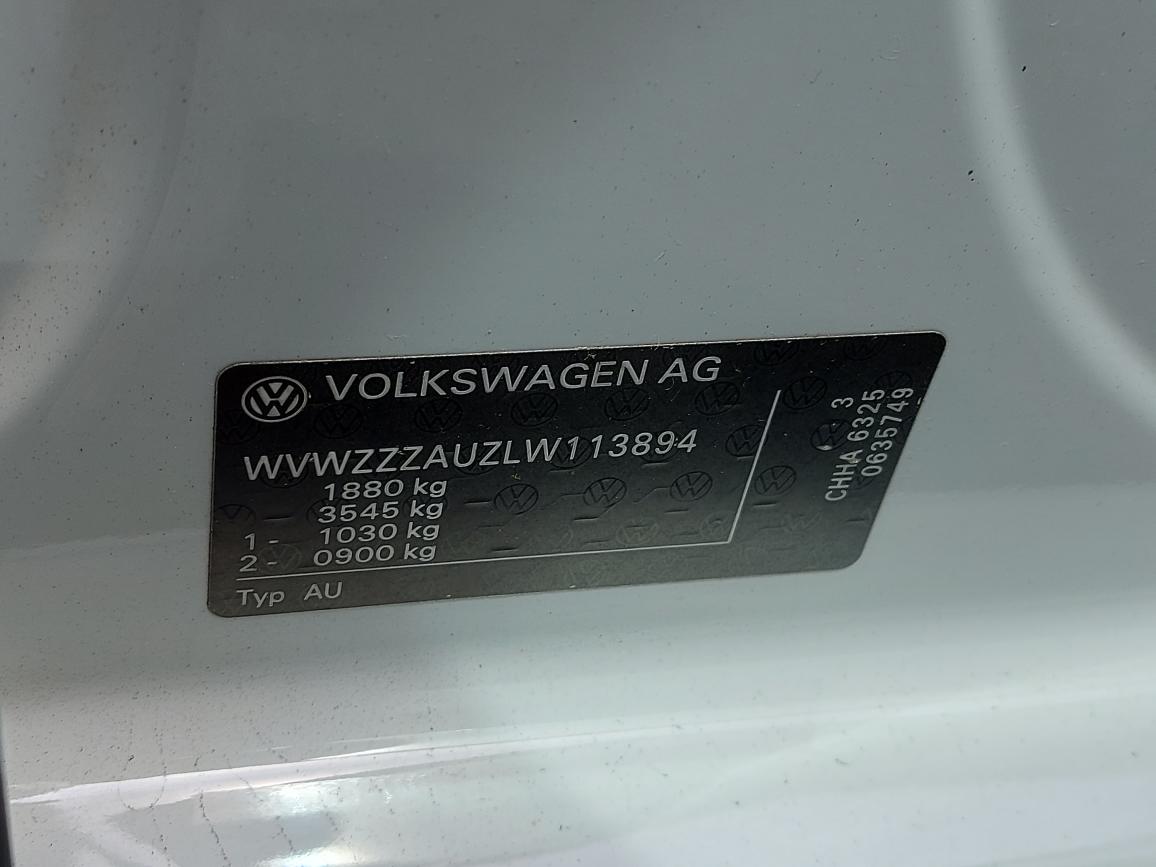 VOLKSWAGEN AG
WVWZZZAUZLW113894
1880 kg
3545 kg
1 - 1030 kg
2 - 0900 kg
Typ AU
3
CHHA 6325
0635749